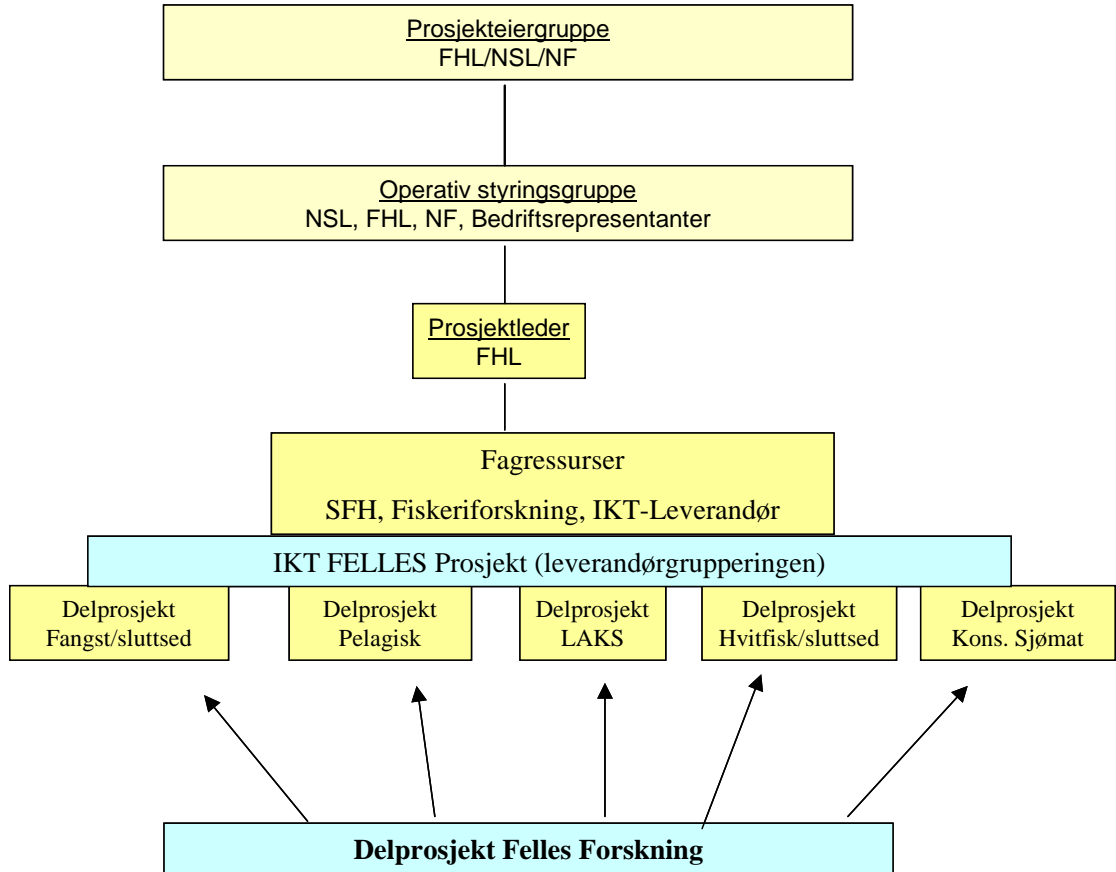 Prosjekteiergruppe
FHL/NSL/NF
Operativ styringsgruppe
NSL, FHL, NF, Bedriftsrepresentanter
Prosjektleder
FHL
Fagressurser
SFH, Fiskeriforskning, IKT-Leverandør
IKT FELLES Prosjekt (leverandørgrupperingen)
Delprosjekt
Fangst/sluttsed
Delprosjekt
Pelagisk
Delprosjekt
LAKS
Delprosjekt
Hvitfisk/sluttsed
Delprosjekt
Kons. Sjømat
Delprosjekt Felles Forskning